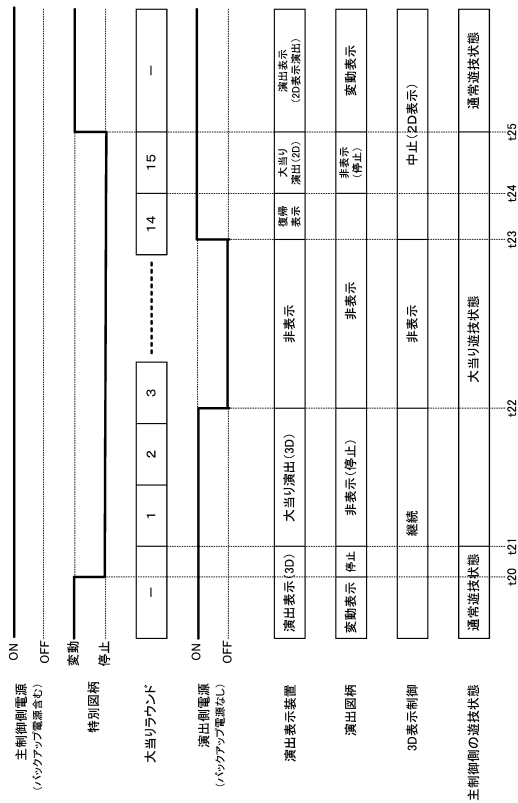 主制御側電源
(バックアップ電源含む)
ON
OFF
特別図柄
変動
停止
大当りラウンド
ー
1
2
3
14
15
ー
演出側電源
(バックアップ電源なし)
ON
OFF
演出表示装置
演出表示(3D)
大当り演出(3D)
非表示
復帰
表示
大当り
演出(2D)
演出表示
(2D表示演出)
演出図柄
変動表示
停止
非表示(停止)
非表示
非表示
(停止)
変動表示
3D表示制御
継続
非表示
中止(2D表示)
主制御側の遊技状態
通常遊技状態
大当り遊技状態
通常遊技状態
t20
t21
t22
t23
t24
t25